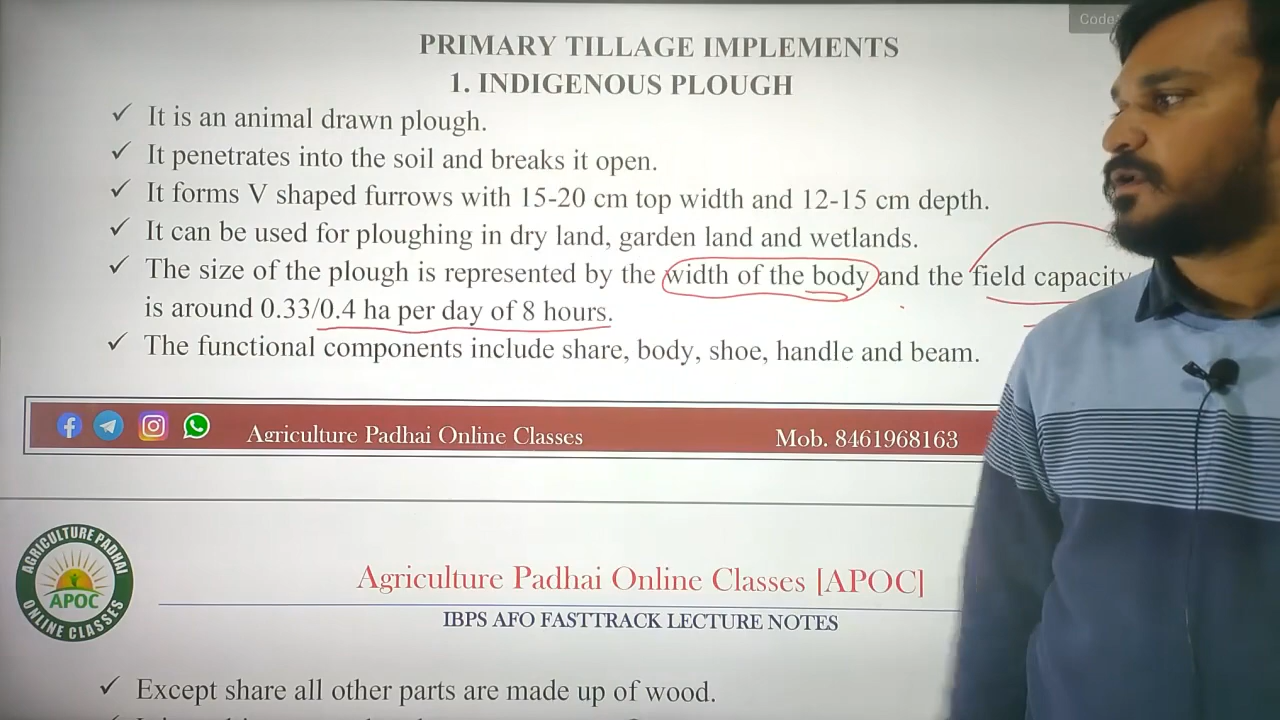 Code
PRIMARY TILLAGE IMPLEMENTS
1. INDIGENOUS PLOUGH
✓ It is an animal drawn plough.
✓ It penetrates into the soil and breaks it open.
✓ It forms V shaped furrows with 15-20 cm top width and 12-15 cm depth.
✓ It can be used for ploughing in dry land, garden land and wetlands.
✓ The size of the plough is represented by the width of the body and the field capacity
is around 0.33/0.4 ha per day of 8 hours.
✓ The functional components include share, body, shoe, handle and beam.
Agriculture Padhai Online Classes Mob. 8461968163
AGRICULTURE PADHAI
APOC
ONLINE CLASSES
Agriculture Padhai Online Classes [APOC]
IBPS AFO FASTTRACK LECTURE NOTES
✓ Except share all other parts are made up of wood.